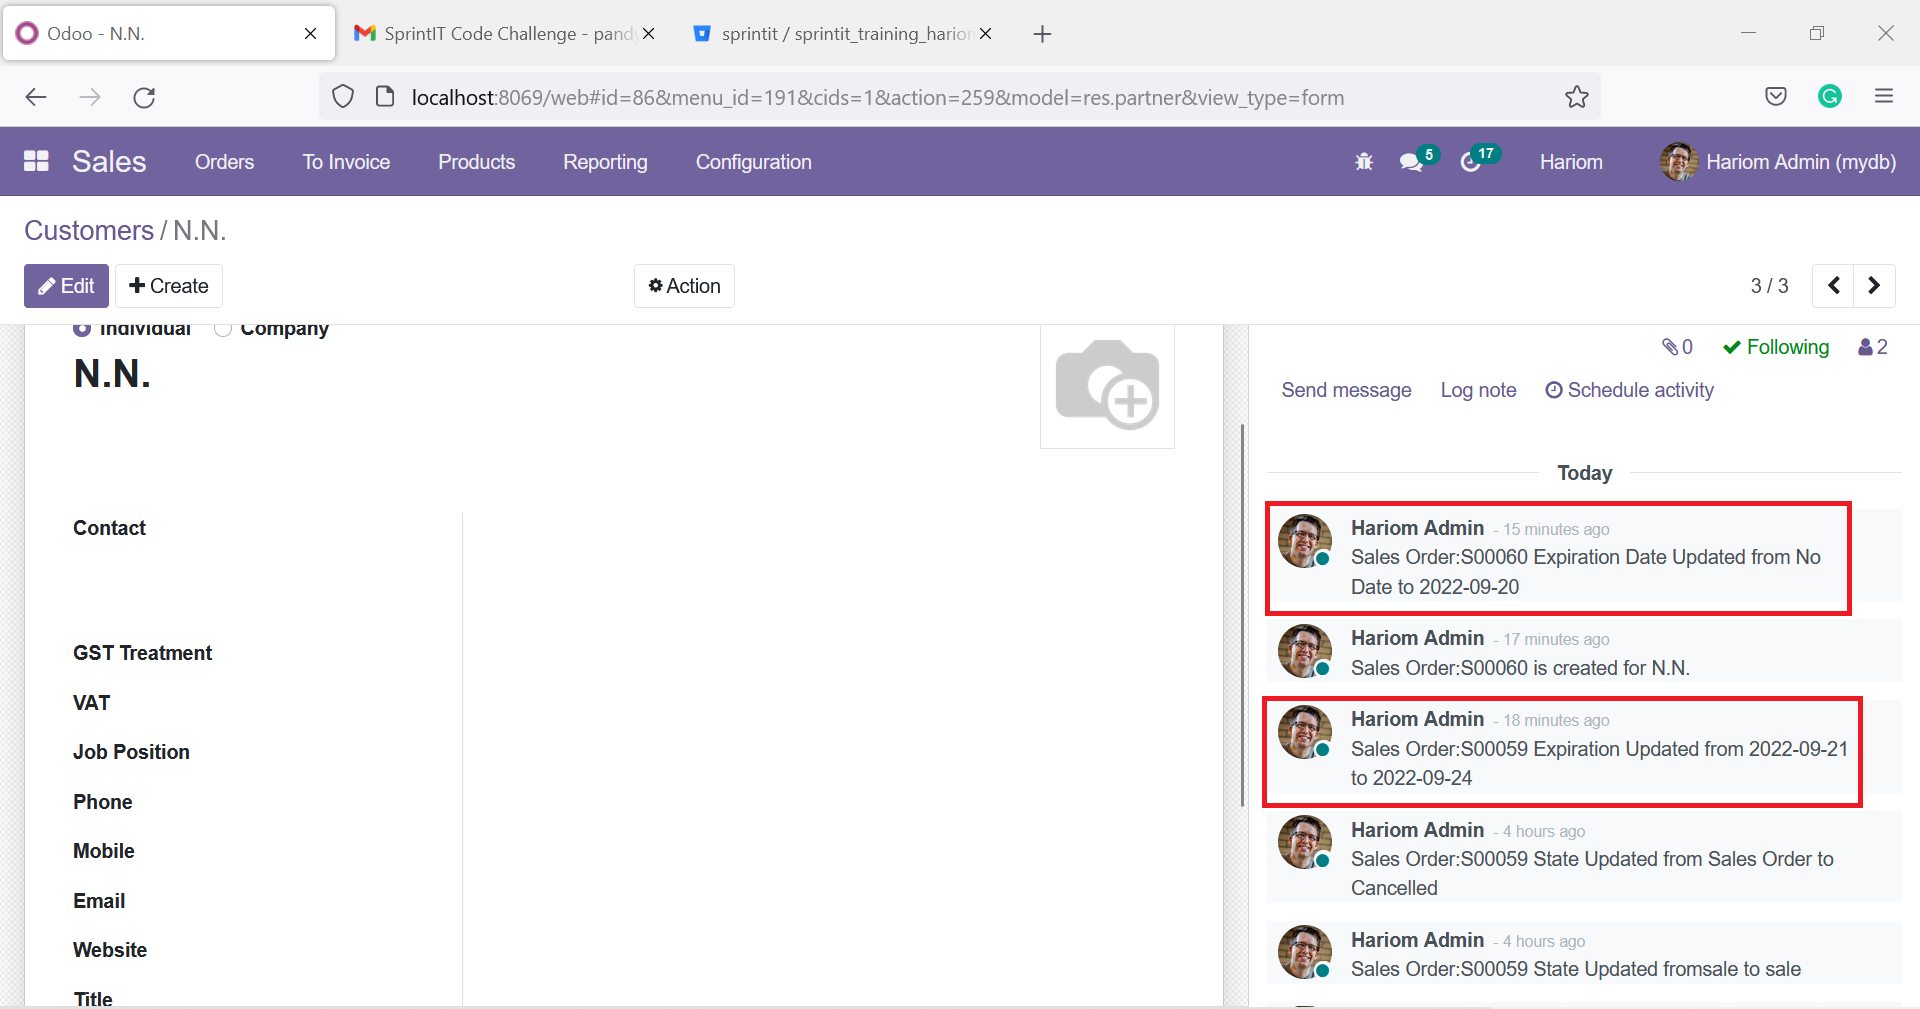 Odoo - N.N.
SprintIT Code Challenge - pand
sprintit / sprintit_training_hariom
localhost:8069/web#id=86&menu_id=191&cids=1&action=259&model=res.partner&view_type=form
Sales Orders To Invoice Products Reporting Configuration 5 17 Hariom Hariom Admin (mydb)
Customers / N.N.
Edit Create Action 3 / 3
Individual Company
0 Following 2
N.N.
Send message Log note Schedule activity
Today
Contact
GST Treatment
VAT
Job Position
Phone
Mobile
Email
Website
Title
Hariom Admin - 15 minutes ago
Sales Order:S00060 Expiration Date Updated from No
Date to 2022-09-20
Hariom Admin - 17 minutes ago
Sales Order:S00060 is created for N.N.
Hariom Admin - 18 minutes ago
Sales Order:S00059 Expiration Updated from 2022-09-21
to 2022-09-24
Hariom Admin - 4 hours ago
Sales Order:S00059 State Updated from Sales Order to
Cancelled
Hariom Admin - 4 hours ago
Sales Order:S00059 State Updated fromsale to sale